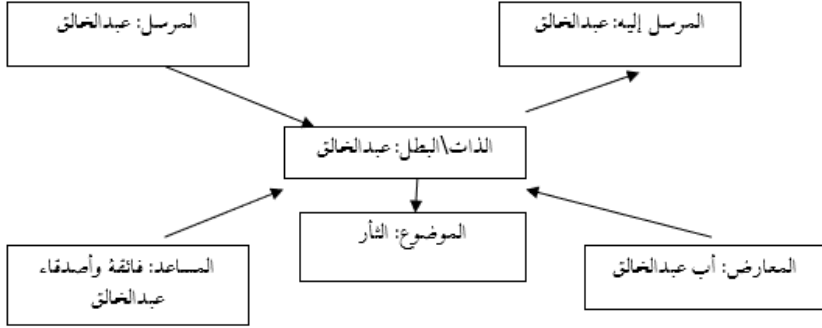 المرسل: عبدالخالق
المرسل إليه: عبدالخالق
الذات\البطل: عبدالخالق
الموضوع: الثأر
المعارض: أب عبدالخالق
المساعد: فائقة وأصدقاء
عبدالخالق